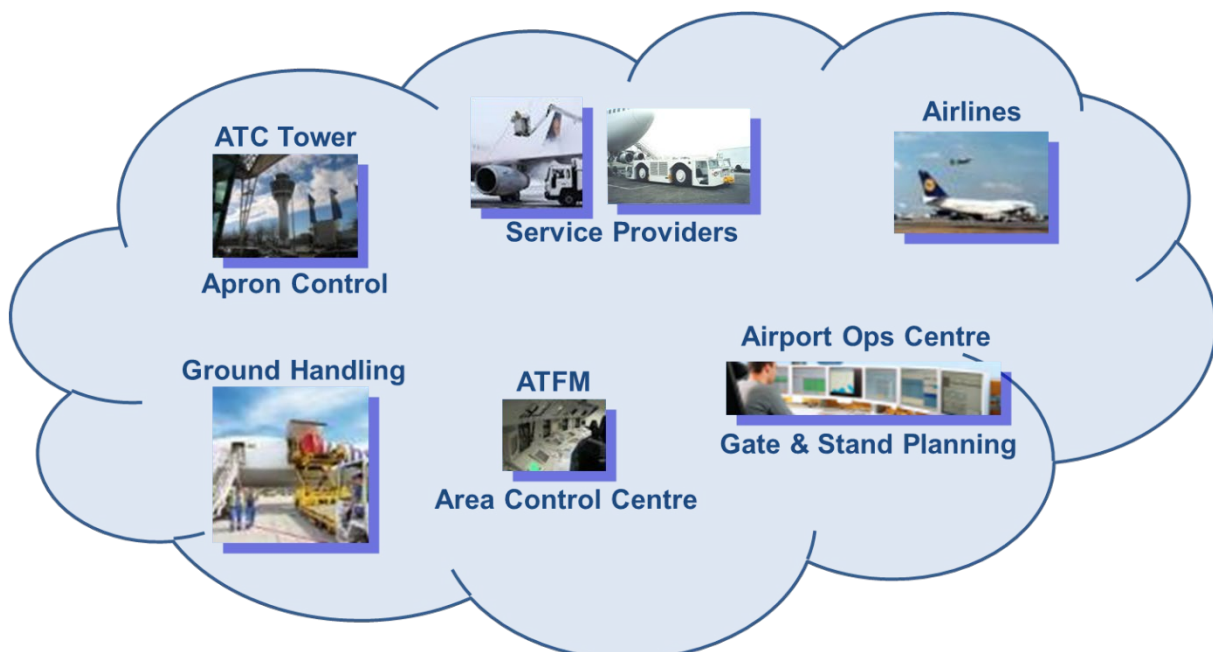 ATC Tower
Apron Control
Service Providers
Airlines
Ground Handling
ATFM
Area Control Centre
Airport Ops Centre
Gate & Stand Planning